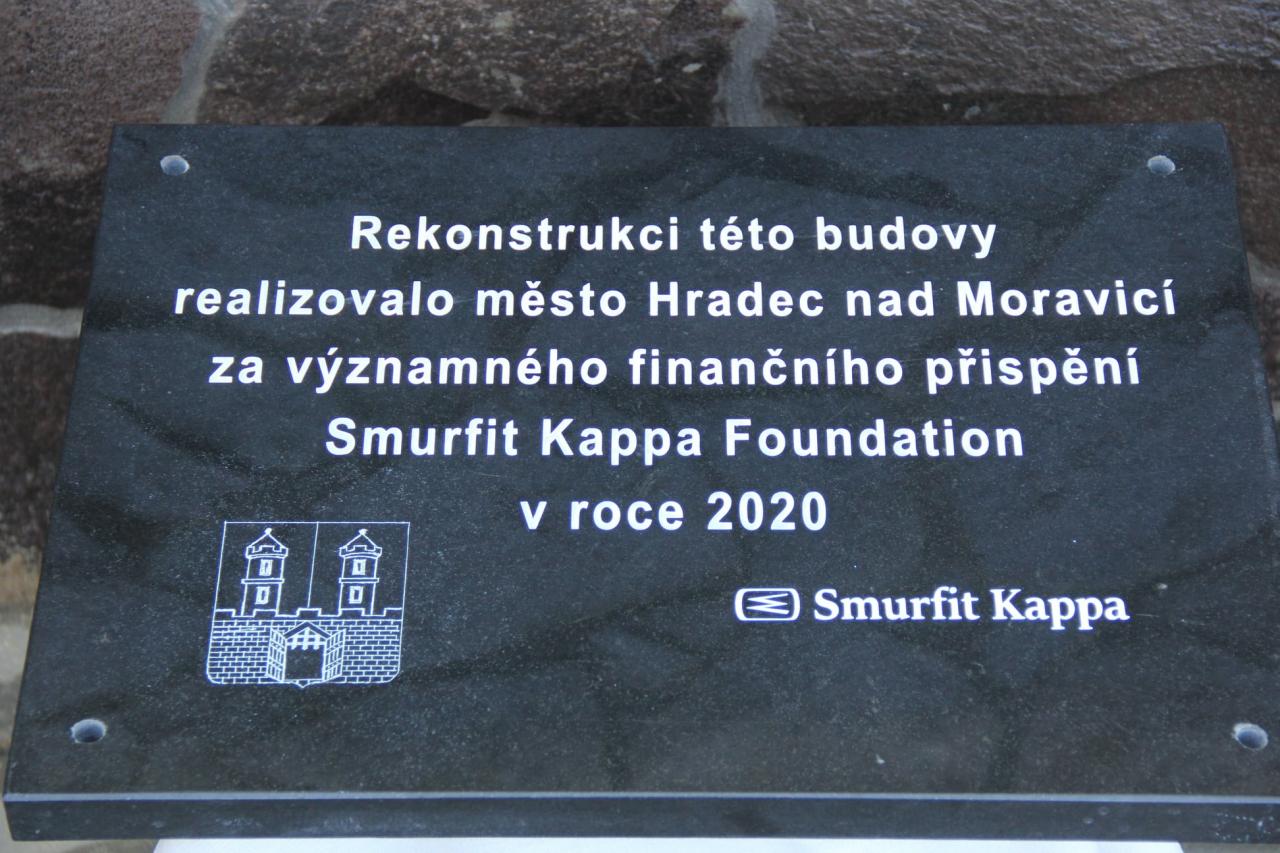 Rekonstrukci této budovy
realizovalo město Hradec nad Moravicí
za významného finančního přispění
Smurfit Kappa Foundation
v roce 2020
Smurfit Kappa